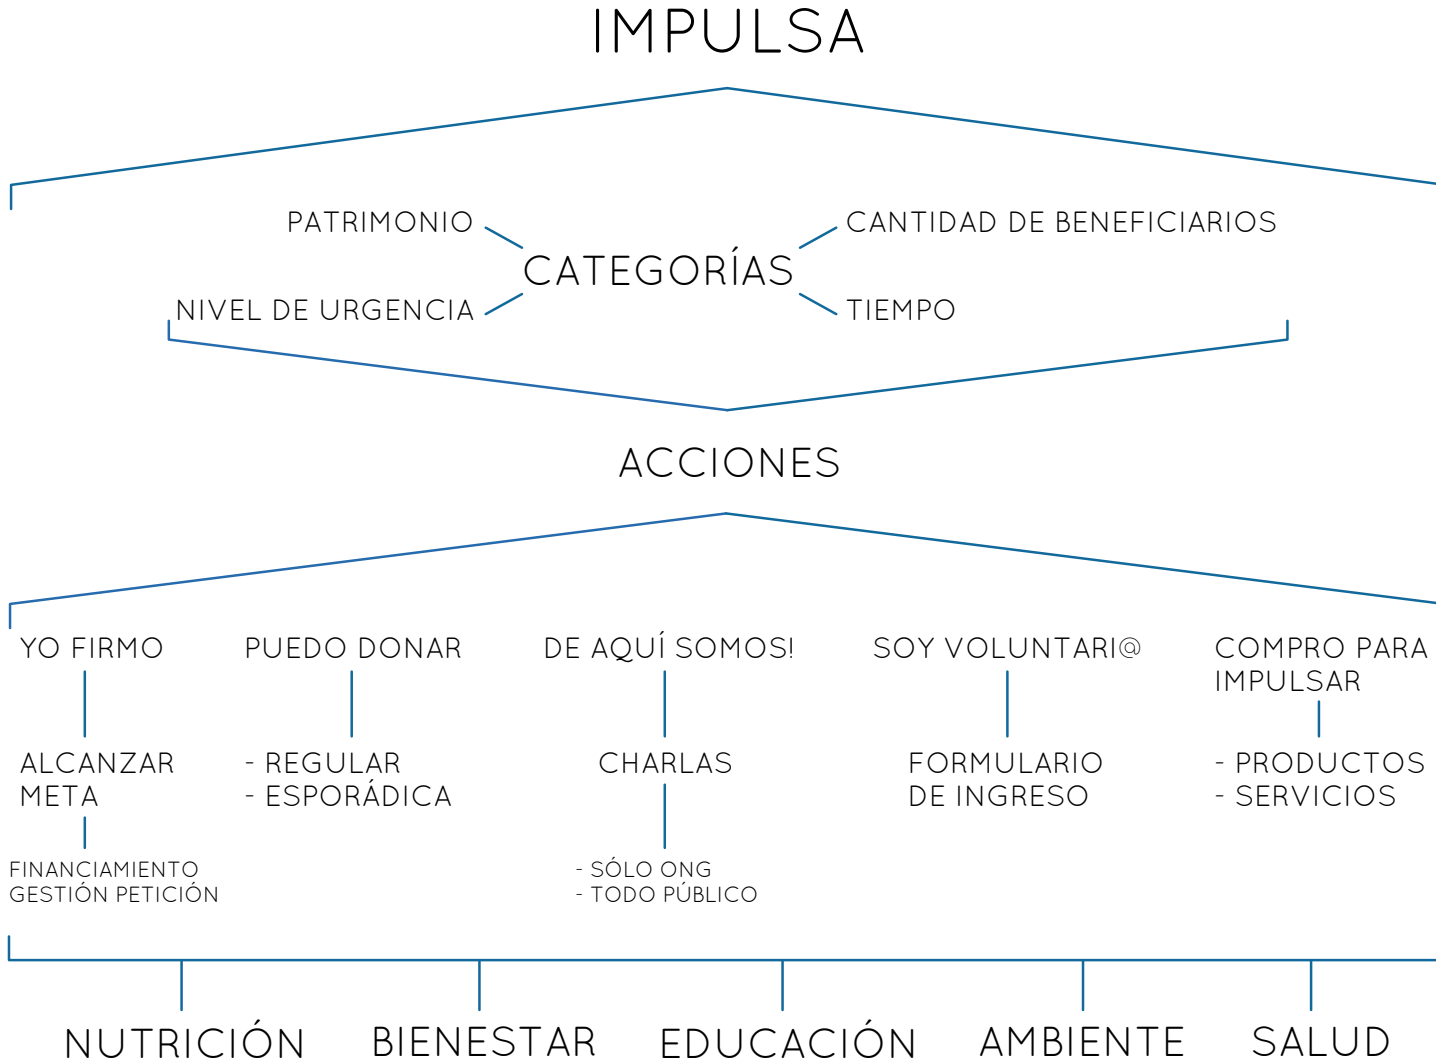 IMPULSA
PATRIMONIO
CANTIDAD DE BENEFICIARIOS
CATEGORÍAS
NIVEL DE URGENCIA
TIEMPO
ACCIONES
YO FIRMO
PUEDO DONAR
DE AQUÍ SOMOS!
SOY VOLUNTARI@
COMPRO PARA
IMPULSAR
ALCANZAR
META
- REGULAR
- ESPORÁDICA
CHARLAS
FORMULARIO
DE INGRESO
- PRODUCTOS
- SERVICIOS
FINANCIAMIENTO
GESTIÓN PETICIÓN
- SÓLO ONG
- TODO PÚBLICO
NUTRICIÓN
BIENESTAR
EDUCACIÓN
AMBIENTE
SALUD